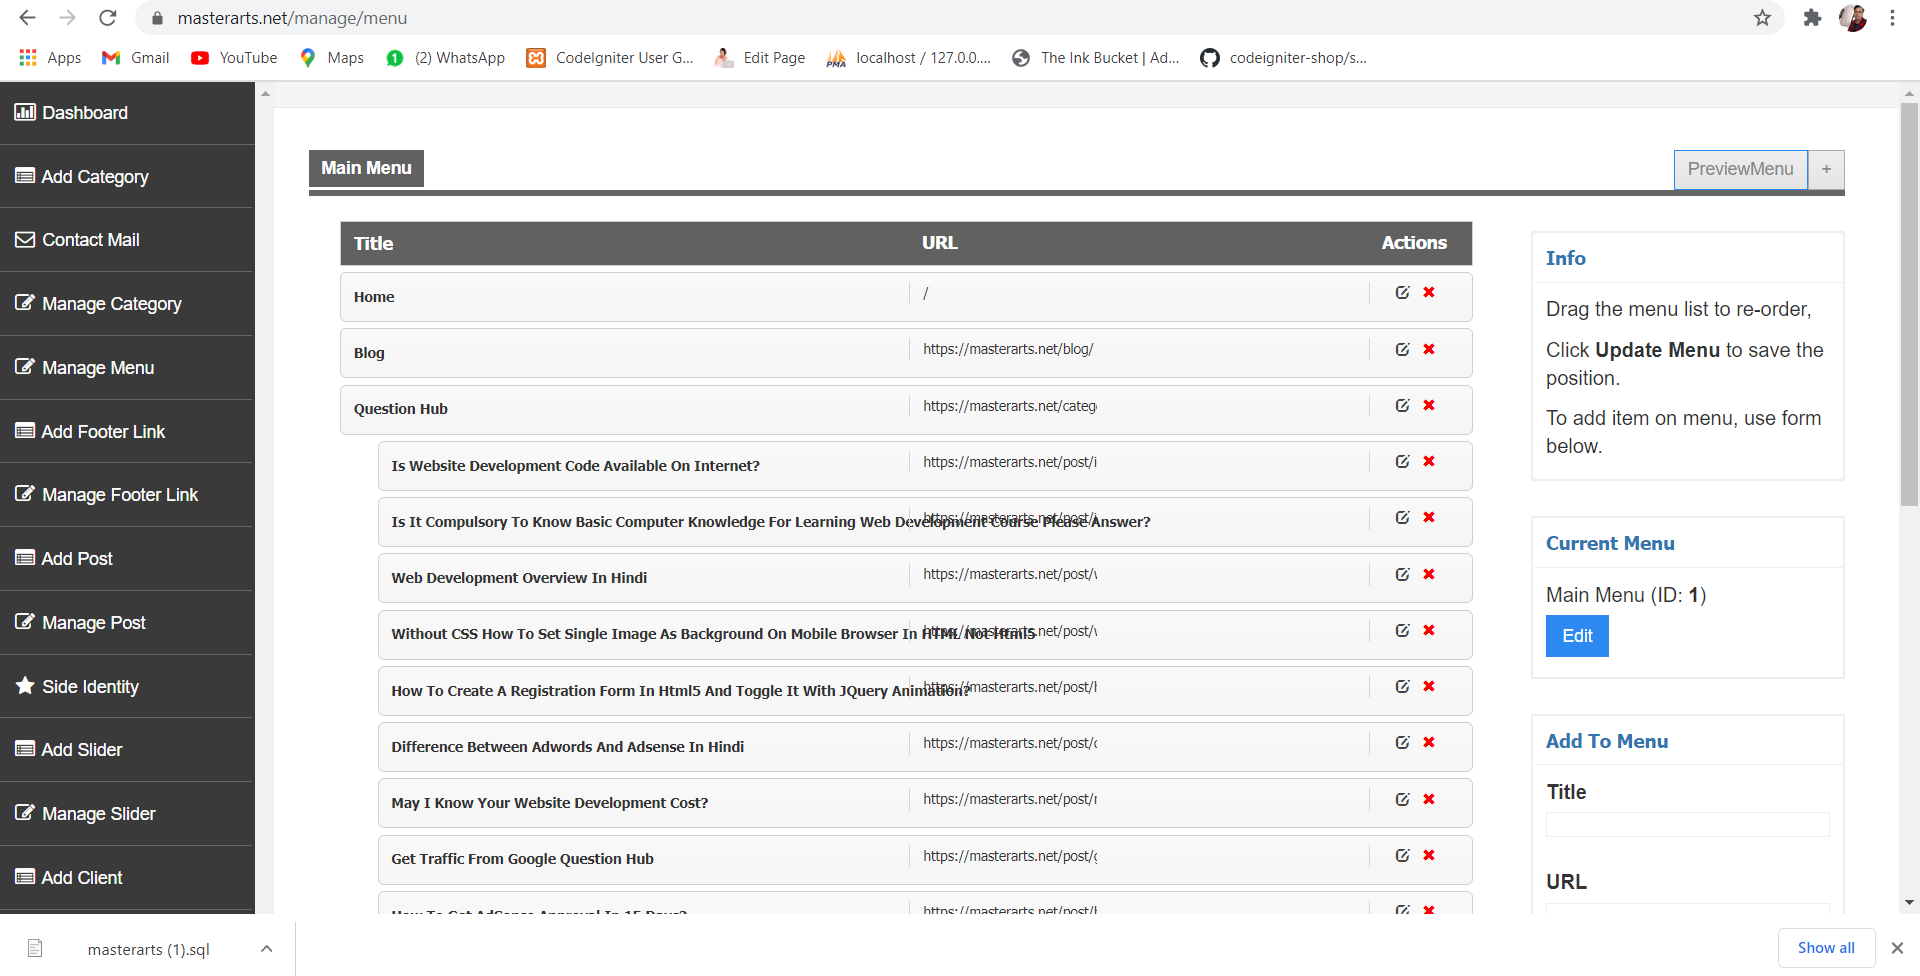 masterarts.net/manage/menu
Apps
Gmail
YouTube
Maps
(2) WhatsApp
CodeIgniter User G...
Edit Page
localhost / 127.0.0....
The Ink Bucket | Ad...
codeigniter-shop/s...
Dashboard
Add Category
Contact Mail
Manage Category
Manage Menu
Add Footer Link
Manage Footer Link
Add Post
Manage Post
Side Identity
Add Slider
Manage Slider
Add Client
Main Menu
PreviewMenu
+
Title URL Actions
Home /
Blog https://masterarts.net/blog/
Question Hub https://masterarts.net/categ
Is Website Development Code Available On Internet? https://masterarts.net/post/i
Is It Compulsory To Know Basic Computer Knowledge For Learning Web Development Course Please Answer? https://masterarts.net/post/i
Web Development Overview In Hindi https://masterarts.net/post/
Without CSS How To Set Single Image As Background On Mobile Browser In HTML Not Html5 https://masterarts.net/post/
How To Create A Registration Form In Html5 And Toggle It With JQuery Animation? https://masterarts.net/post/
Difference Between Adwords And Adsense In Hindi https://masterarts.net/post/
May I Know Your Website Development Cost? https://masterarts.net/post/
Get Traffic From Google Question Hub https://masterarts.net/post/
How To Get AdSense Approval In 15 Days? https://masterarts.net/post/
Info
Drag the menu list to re-order,
Click Update Menu to save the
position.
To add item on menu, use form
below.
Current Menu
Main Menu (ID: 1)
Edit
Add To Menu
Title
URL
masterarts (1).sql
Show all